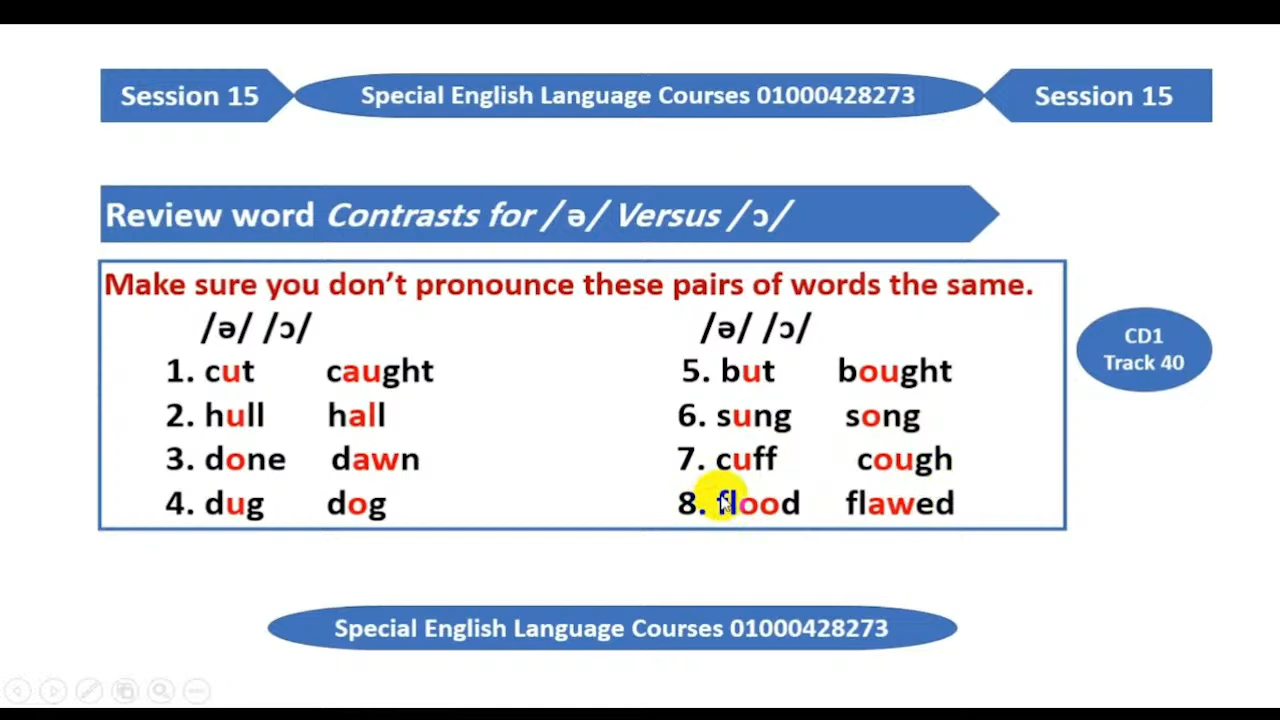 Session 15
Special English Language Courses 01000428273
Session 15
Review word Contrasts for /ə/ Versus /ɔ/
Make sure you don't pronounce these pairs of words the same.
/ə/ /ɔ/
1. cut caught
2. hull hall
3. done dawn
4. dug dog
/ə/ /ɔ/
5. but bought
6. sung song
7. cuff cough
8. flood flawed
CD1
Track 40
Special English Language Courses 01000428273